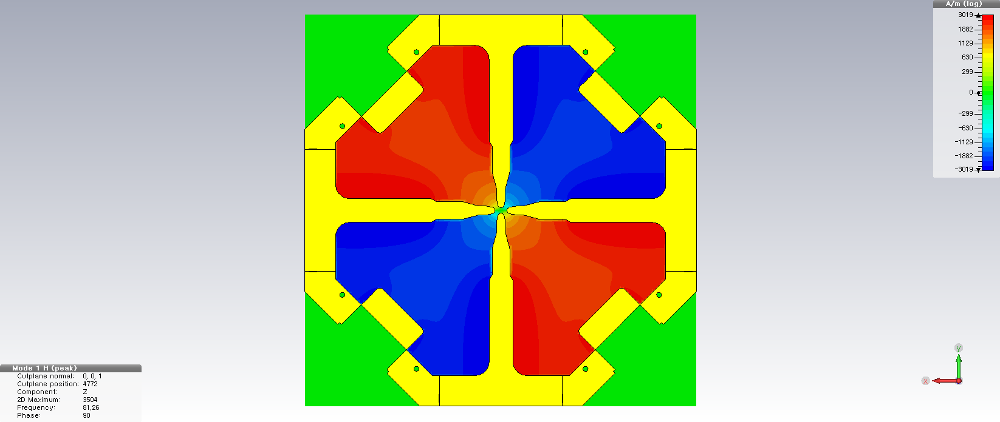 A/m (log)
3019
1882
1129
630
299
0
-299
-630
-1129
-1882
-3019
y
x
Mode 1 H (peak)
Cutplane normal: 0, 0, 1
Cutplane position: 4772
Component: Z
2D Maximum: 3504
Frequency: 81,26
Phase: 90